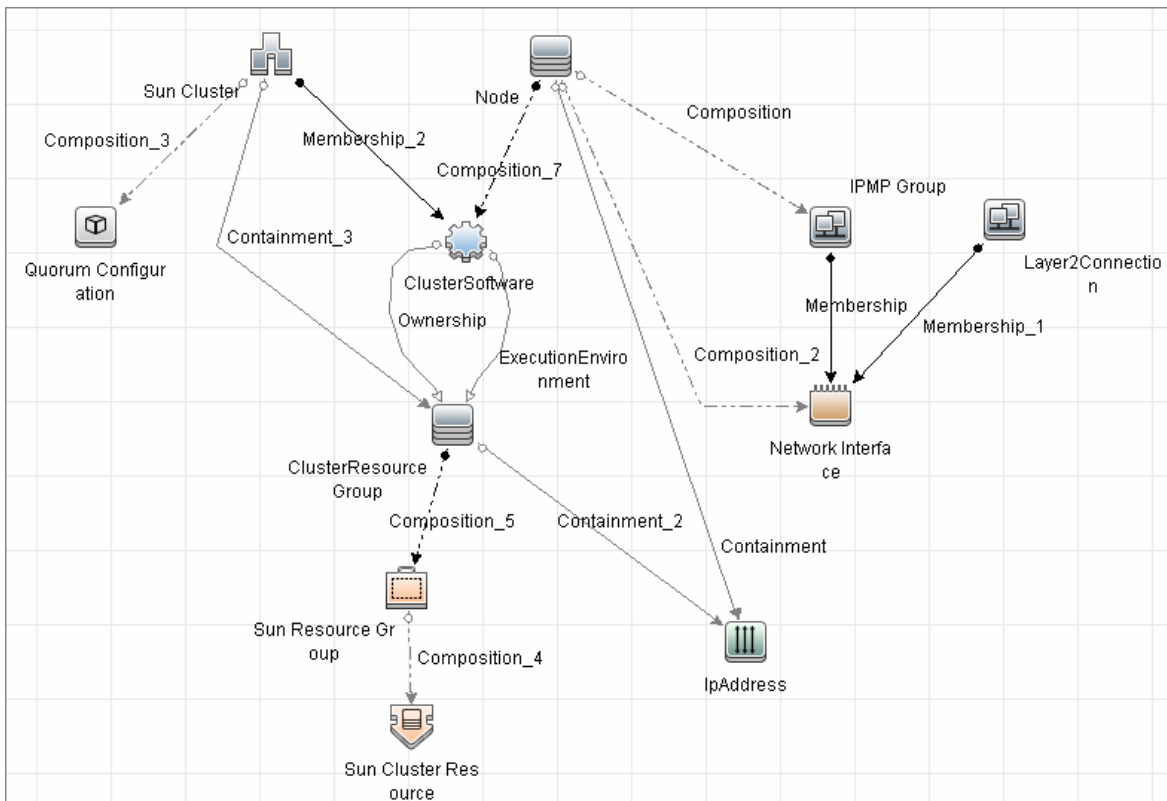 Sun Cluster
Node
Composition
Composition_3
Membership_2
Composition_7
IPMP Group
Containment_3
Quorum Configur
ation
ClusterSoftware
Layer2Connectio
n
Ownership
Membership
Membership_1
ExecutionEnviro
nment
Composition_2
Network Interfa
ce
ClusterResource
Group
Composition_5
Containment_2
Containment
Sun Resource Gr
oup
Composition_4
IpAddress
Sun Cluster Res
ource